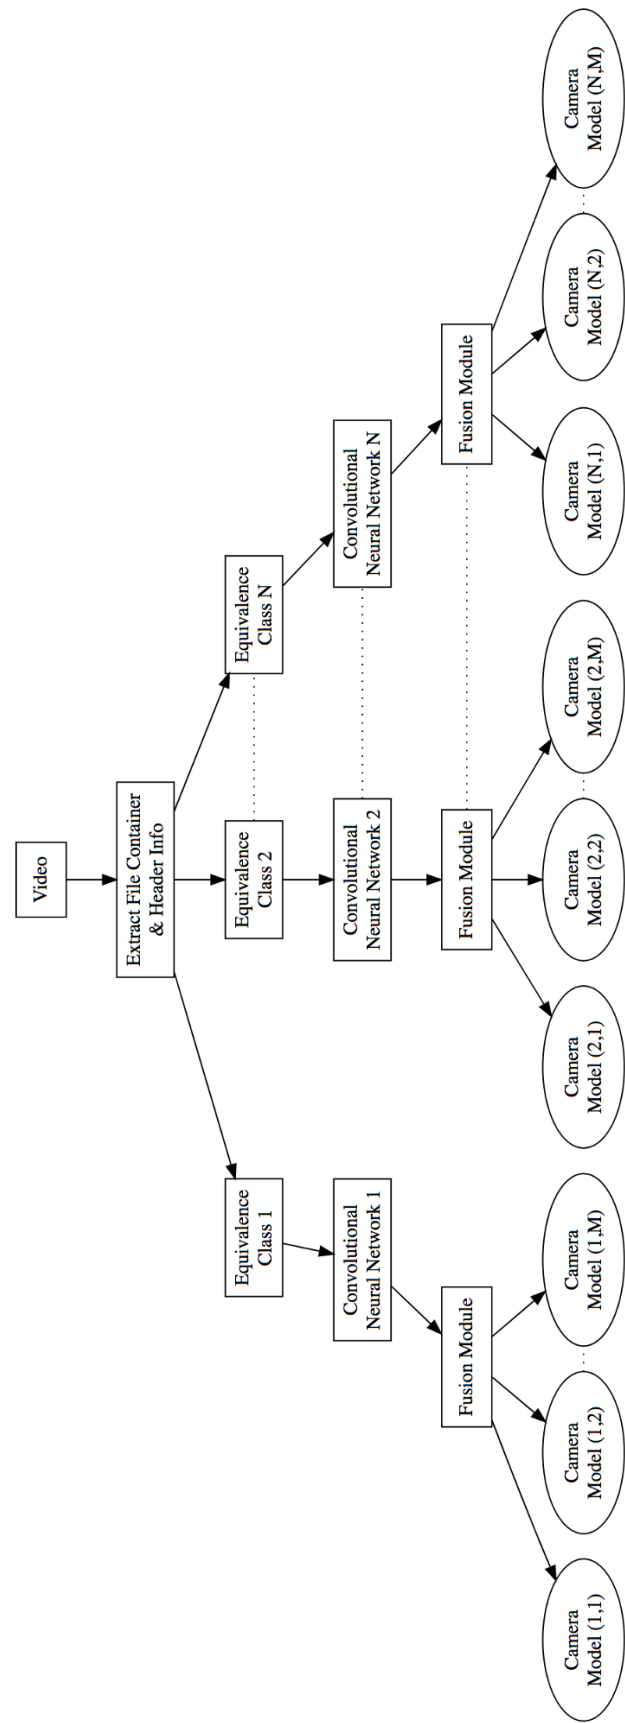 Video
Extract File Container
& Header Info
Equivalence
Class 1
Equivalence
Class 2
Equivalence
Class N
Convolutional
Neural Network 1
Convolutional
Neural Network 2
Convolutional
Neural Network N
Fusion Module
Fusion Module
Fusion Module
Camera
Model (1,1)
Camera
Model (1,2)
Camera
Model (1,M)
Camera
Model (2,1)
Camera
Model (2,2)
Camera
Model (2,M)
Camera
Model (N,1)
Camera
Model (N,2)
Camera
Model (N,M)